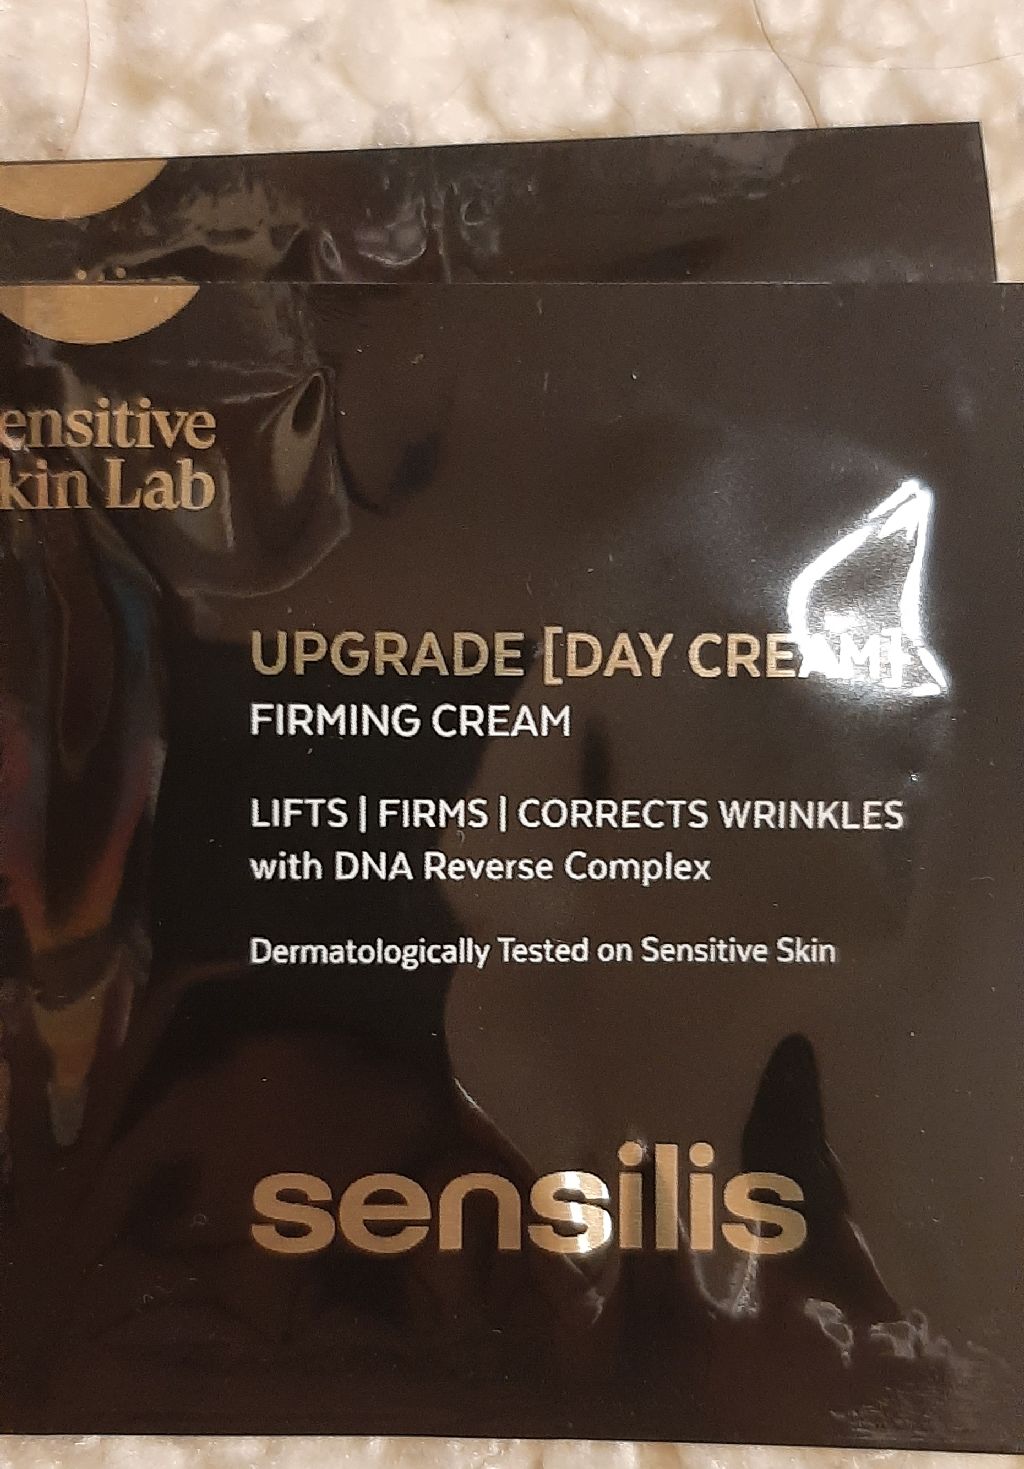 ensitive
kin Lab
UPGRADE [DAY CREAM]
FIRMING CREAM
LIFTS | FIRMS | CORRECTS WRINKLES
with DNA Reverse Complex
Dermatologically Tested on Sensitive Skin
sensilis